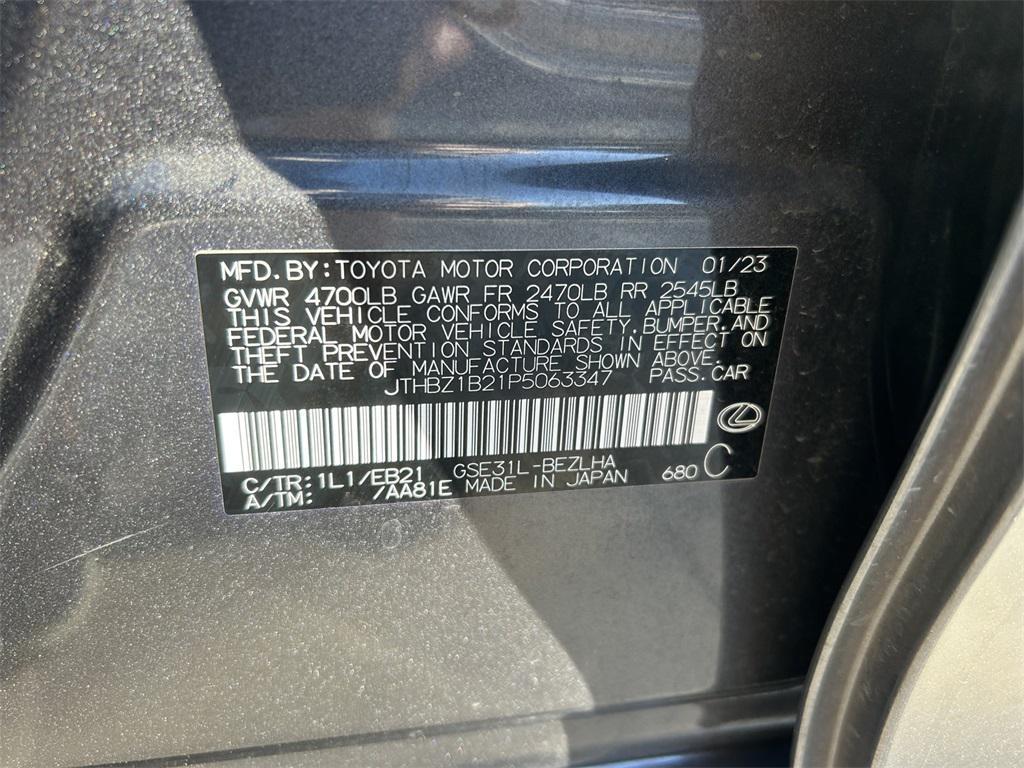 MFD.BY:TOYOTA MOTOR CORPORATION 01/23
GVWR 4700LB GAWR FR 2470LB RR 2545LB
THIS VEHICLE CONFORMS TO ALL APPLICABLE
FEDERAL MOTOR VEHICLE SAFETY,BUMPER,AND
THEFT PREVENTION STANDARDS IN EFFECT ON
THE DATE OF MANUFACTURE SHOWN ABOVE.
JTHBZ1B21P5063347 PASS.CAR
C/TR:1L1/EB21 GSE31L-BEZLHA 680 C
A/TM: /AA81E MADE IN JAPAN